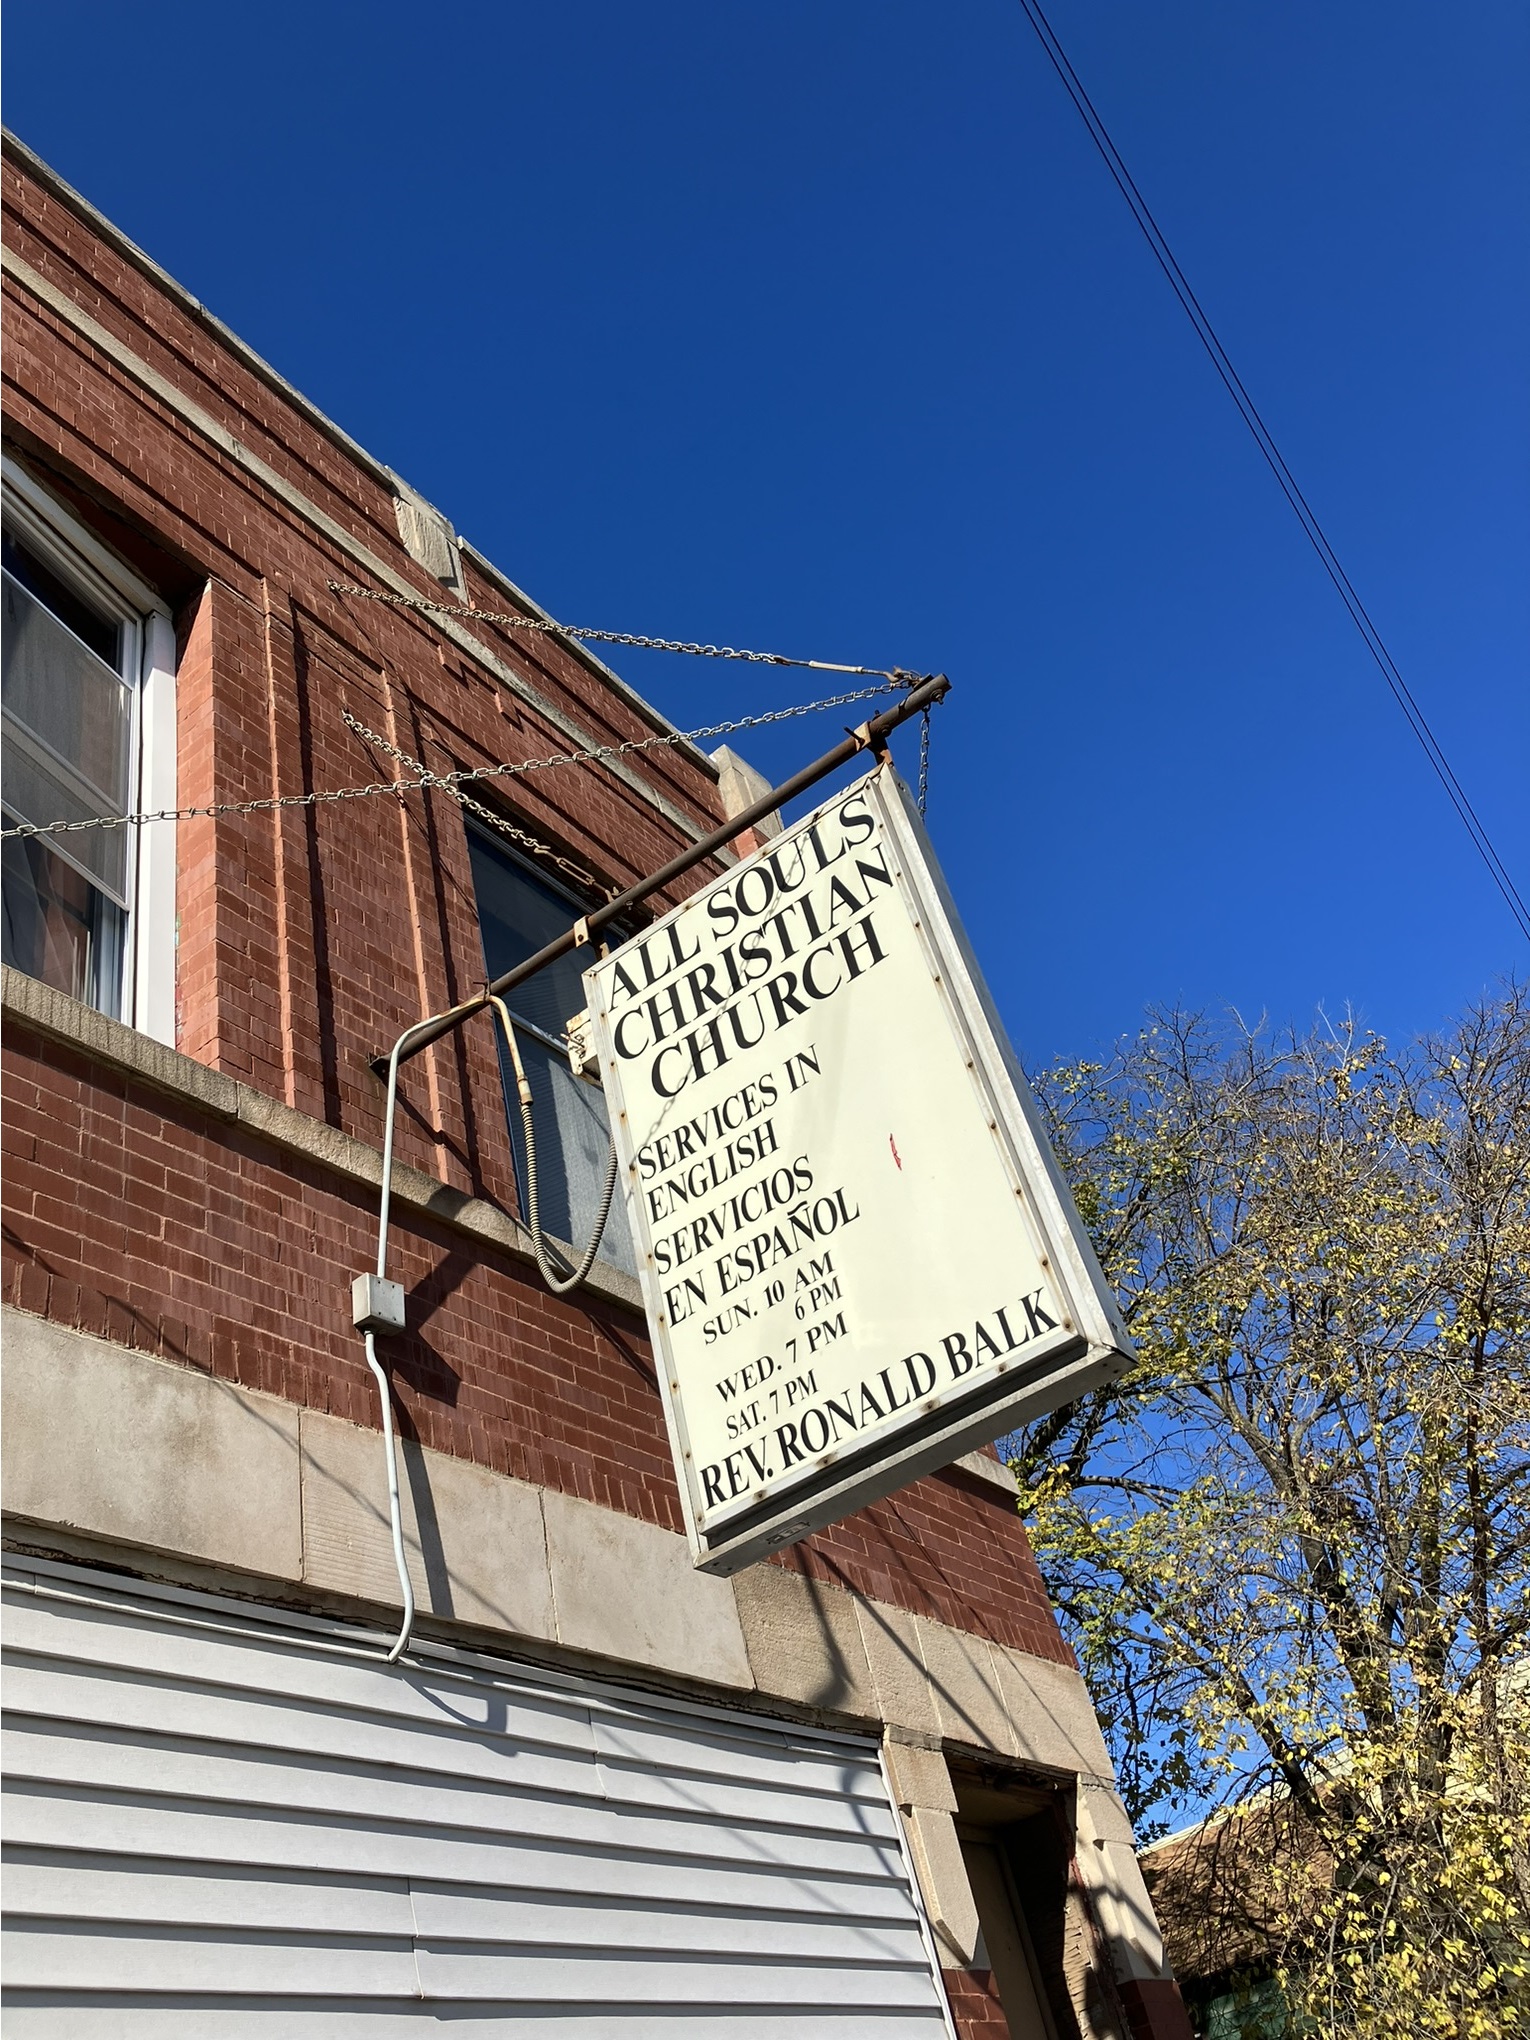 ALL SOULS
CHRISTIAN
CHURCH
SERVICES IN
ENGLISH
SERVICIOS
EN ESPAÑOL
SUN. 10 AM
6 PM
WED. 7 PM
SAT. 7 PM
REV. RONALD BALK